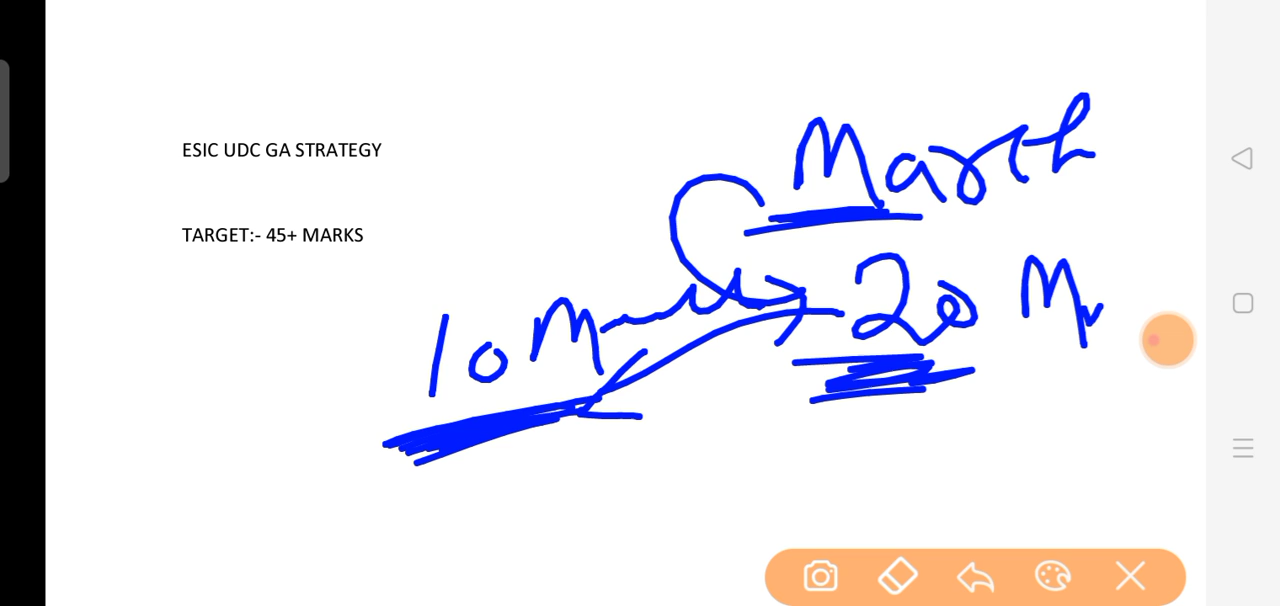 ESIC UDC GA STRATEGY
March
TARGET:- 45+ MARKS
20 M
10 M